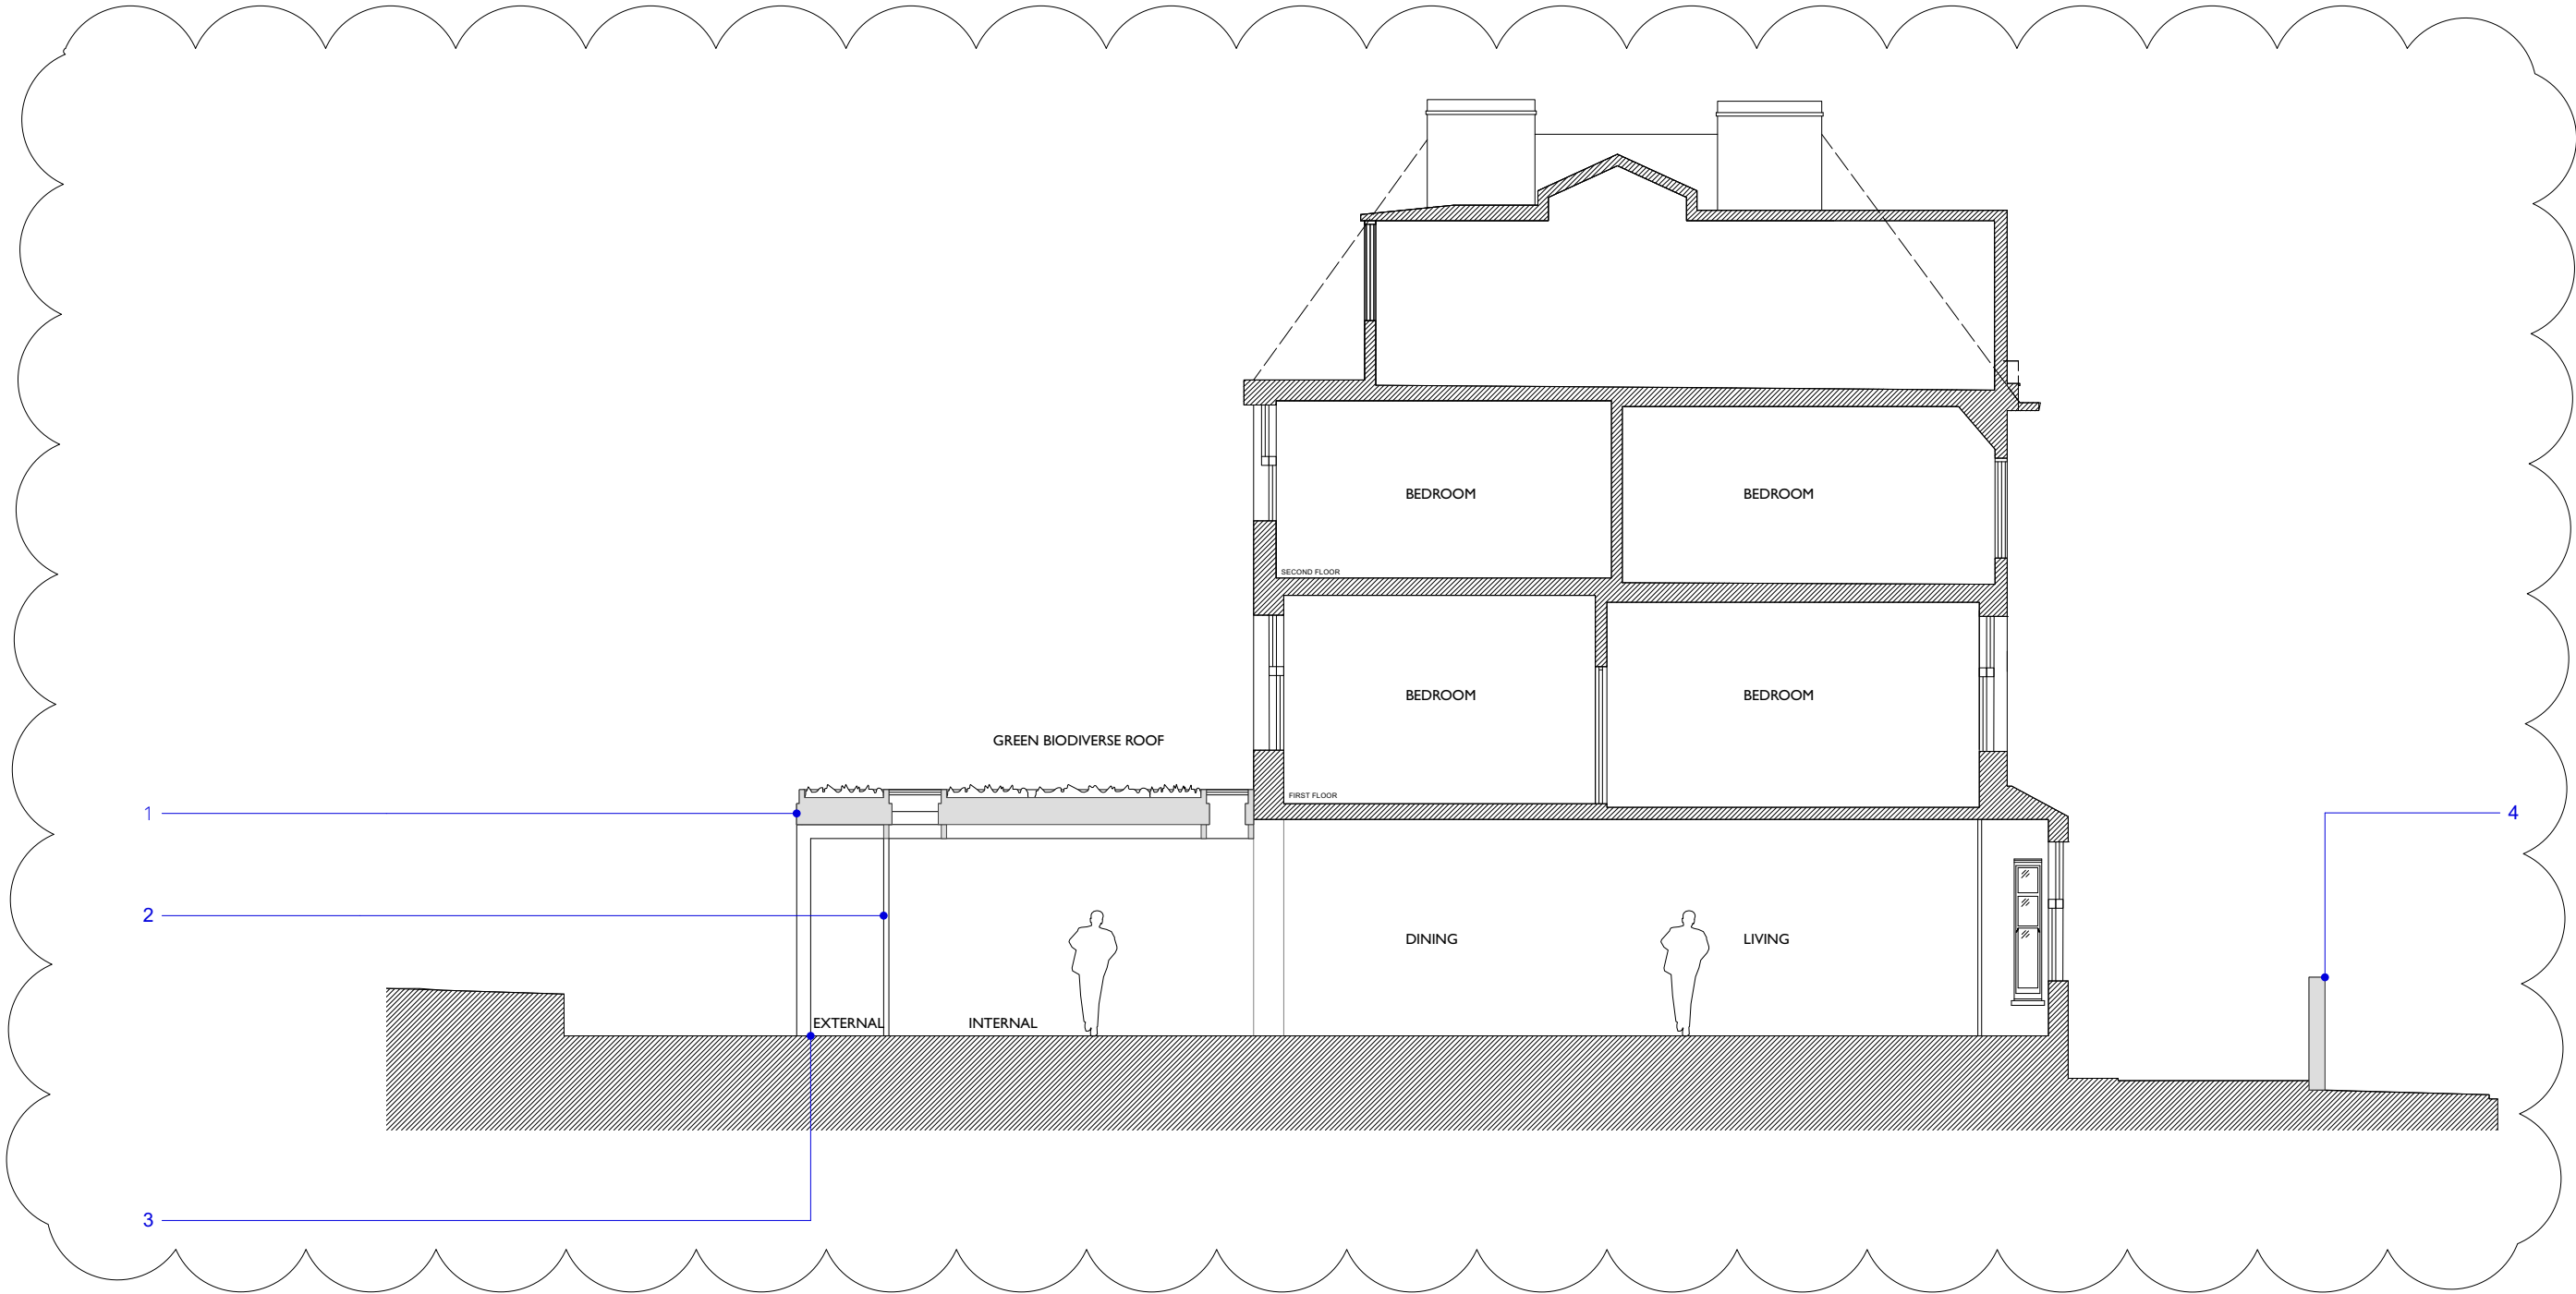 BEDROOM
BEDROOM
SECOND FLOOR
BEDROOM
BEDROOM
GREEN BIODIVERSE ROOF
FIRST FLOOR
1
4
2
DINING
LIVING
EXTERNAL
INTERNAL
3